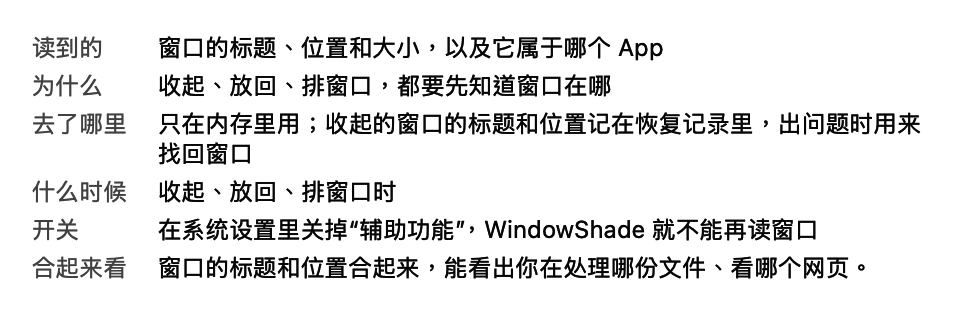 读到的 窗口的标题、位置和大小，以及它属于哪个 App
为什么 收起、放回、排窗口，都要先知道窗口在哪
去了哪里 只在内存里用；收起的窗口的标题和位置记在恢复记录里，出问题时用来
找回窗口
什么时候 收起、放回、排窗口时
开关 在系统设置里关掉“辅助功能”，WindowShade 就不能再读窗口
合起来看 窗口的标题和位置合起来，能看出你在处理哪份文件、看哪个网页。